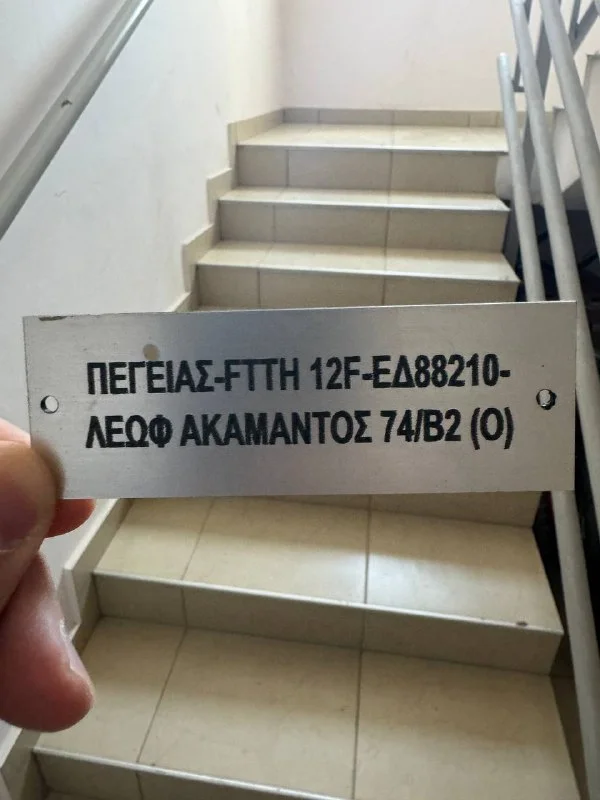 ΠΕΓΕΙΑΣ-FTTH 12F-ΕΔ88210-
ΛΕΩΦ ΑΚΑΜΑΝΤΟΣ 74/Β2 (Ο)